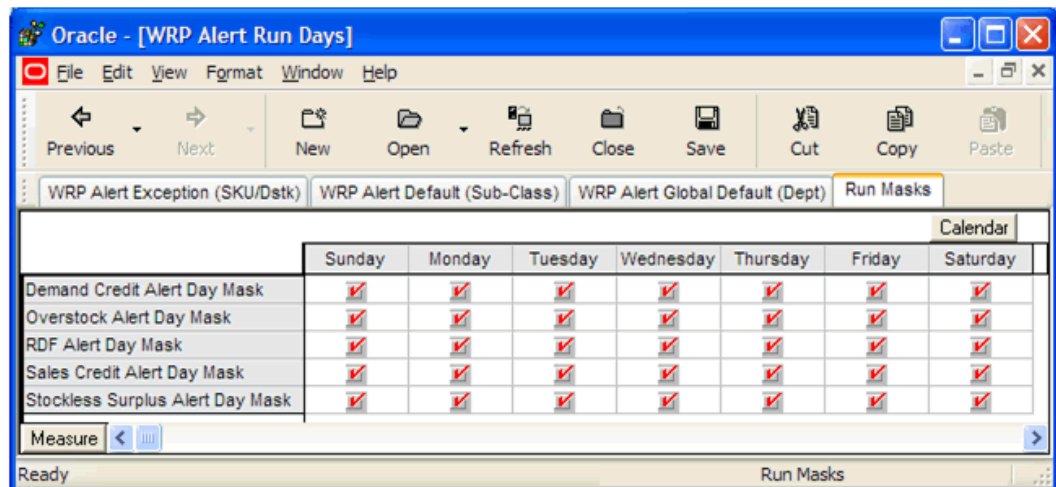 Oracle - [WRP Alert Run Days]
File Edit View Format Window Help
Previous Next New Open Refresh Close Save Cut Copy Paste
WRP Alert Exception (SKU/Dstk) WRP Alert Default (Sub-Class) WRP Alert Global Default (Dept) Run Masks
Calendar
Sunday Monday Tuesday Wednesday Thursday Friday Saturday
Demand Credit Alert Day Mask
Overstock Alert Day Mask
RDF Alert Day Mask
Sales Credit Alert Day Mask
Stockless Surplus Alert Day Mask
Measure
Ready Run Masks